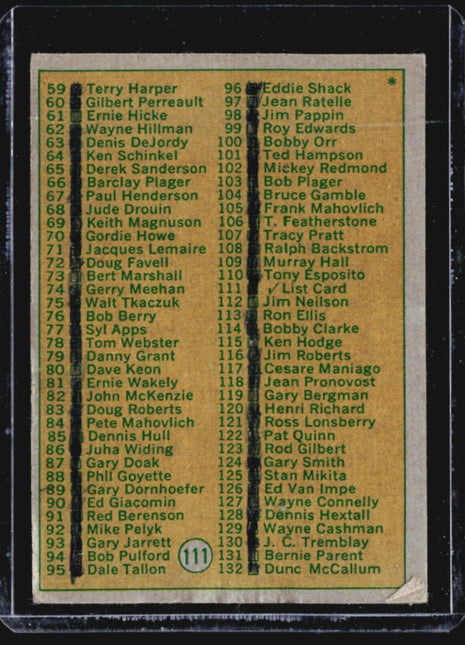 59 Terry Harper
60 Gilbert Perreault
61 Ernie Hicke
62 Wayne Hillman
63 Denis DeJordy
64 Ken Schinkel
65 Derek Sanderson
66 Barclay Plager
67 Paul Henderson
68 Jude Drouin
69 Keith Magnuson
70 Gordie Howe
71 Jacques Lemaire
72 Doug Favell
73 Bert Marshall
74 Gerry Meehan
75 Walt Tkaczuk
76 Bob Berry
77 Syl Apps
78 Tom Webster
79 Danny Grant
80 Dave Keon
81 Ernie Wakely
82 John McKenzie
83 Doug Roberts
84 Pete Mahovlich
85 Dennis Hull
86 Juha Widing
87 Gary Doak
88 Phil Goyette
89 Gary Dornhoefer
90 Ed Giacomin
91 Red Berenson
92 Mike Pelyk
93 Gary Jarrett
94 Bob Pulford
95 Dale Tallon
111
*
96 Eddie Shack
97 Jean Ratelle
98 Jim Pappin
99 Roy Edwards
100 Bobby Orr
101 Ted Hampson
102 Mickey Redmond
103 Bob Plager
104 Bruce Gamble
105 Frank Mahovlich
106 T. Featherstone
107 Tracy Pratt
108 Ralph Backstrom
109 Murray Hall
110 Tony Esposito
111 ✓ List Card
112 Jim Neilson
113 Ron Ellis
114 Bobby Clarke
115 Ken Hodge
116 Jim Roberts
117 Cesare Maniago
118 Jean Pronovost
119 Gary Bergman
120 Henri Richard
121 Ross Lonsberry
122 Pat Quinn
123 Rod Gilbert
124 Gary Smith
125 Stan Mikita
126 Ed Van Impe
127 Wayne Connelly
128 Dennis Hextall
129 Wayne Cashman
130 J. C. Tremblay
131 Bernie Parent
132 Dunc McCallum